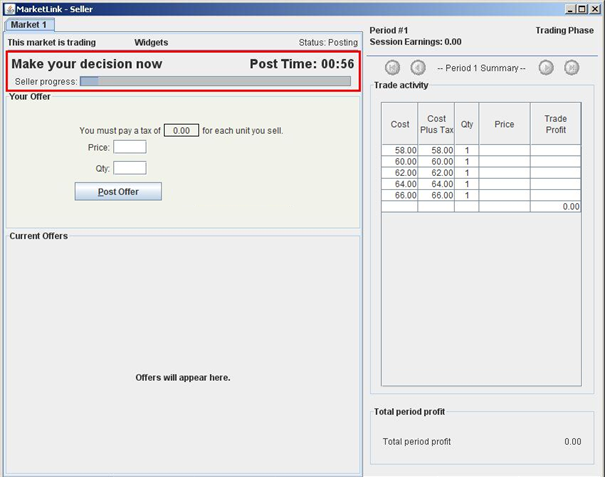 MarketLink - Seller
Market 1
This market is trading Widgets Status: Posting
Make your decision now Post Time: 00:56
Seller progress:
Your Offer
You must pay a tax of 0.00 for each unit you sell.
Price:
Qty:
Post Offer
Current Offers
Offers will appear here.
Period #1 Trading Phase
Session Earnings: 0.00
-- Period 1 Summary --
Trade activity
Cost Cost Plus Tax Qty Price Trade Profit
58.00 58.00 1
60.00 60.00 1
62.00 62.00 1
64.00 64.00 1
66.00 66.00 1
0.00
Total period profit
Total period profit 0.00